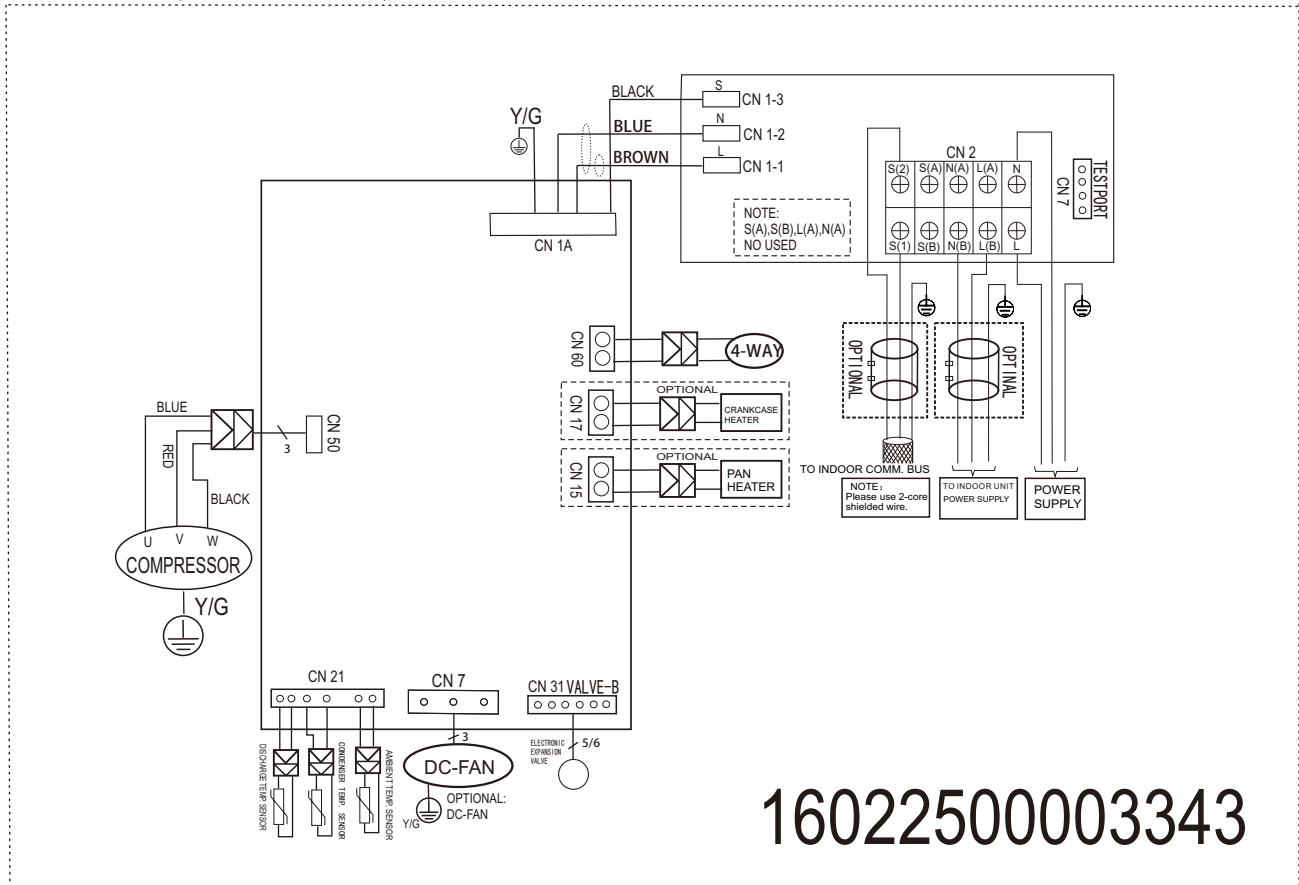 BLACK
S
CN 1-3
Y/G
BLUE
N
CN 1-2
BROWN
L
CN 1-1
CN 1A
NOTE:
S(A),S(B),L(A),N(A)
NO USED
CN 2
S(2) S(A) N(A) L(A) N
S(1) S(B) N(B) L(B) L
TESTPORT
CN 7
CN 60
4-WAY
OPTIONAL
CN 17
CRANKCASE
HEATER
OPTIONAL
CN 15
PAN
HEATER
OPTIONAL
OPTINAL
TO INDOOR COMM. BUS
NOTE:
Please use 2-core
shielded wire.
TO INDOOR UNIT
POWER SUPPLY
POWER
SUPPLY
BLUE
RED
BLACK
3
CN 50
U V W
COMPRESSOR
Y/G
CN 21
DISCHARGE TEMP. SENSOR
CONDENSER TEMP. SENSOR
AMBIENT TEMP. SENSOR
CN 7
3
DC-FAN
Y/G
OPTIONAL:
DC-FAN
CN 31 VALVE-B
ELECTRONIC
EXPANSION
VALVE
5/6
16022500003343